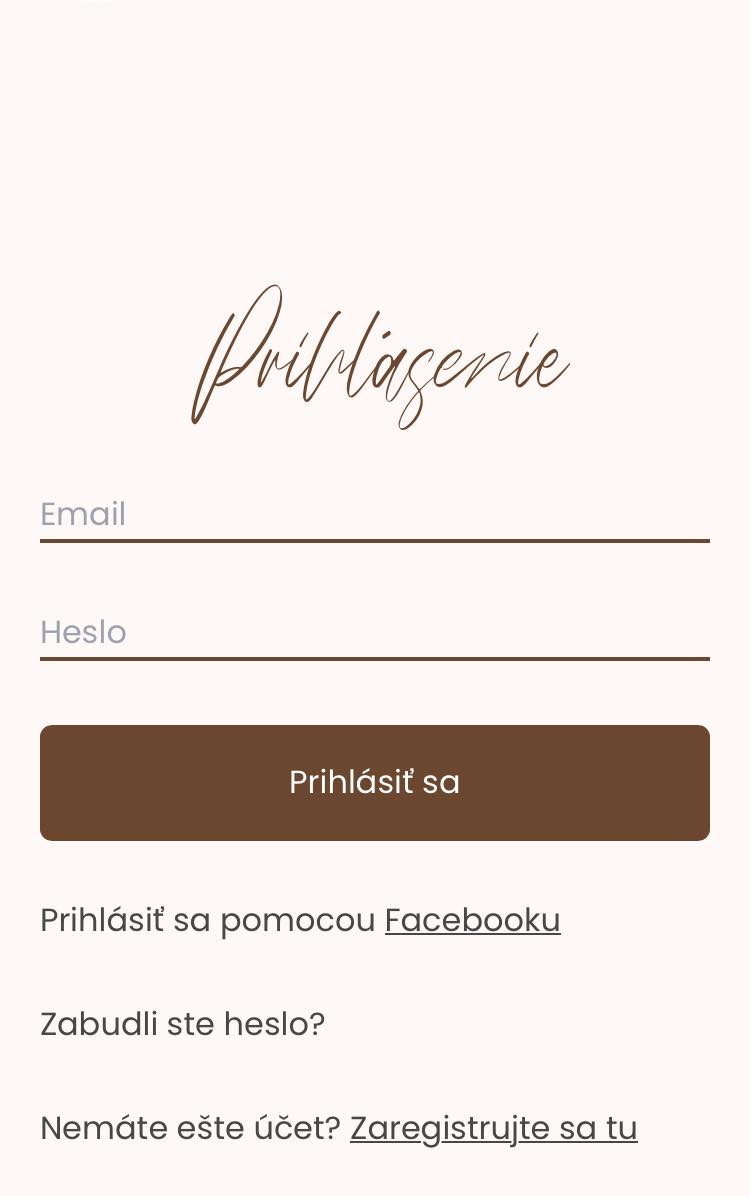 Prihlásenie
Email
Heslo
Prihlásiť sa
Prihlásiť sa pomocou Facebooku
Zabudli ste heslo?
Nemáte ešte účet? Zaregistrujte sa tu